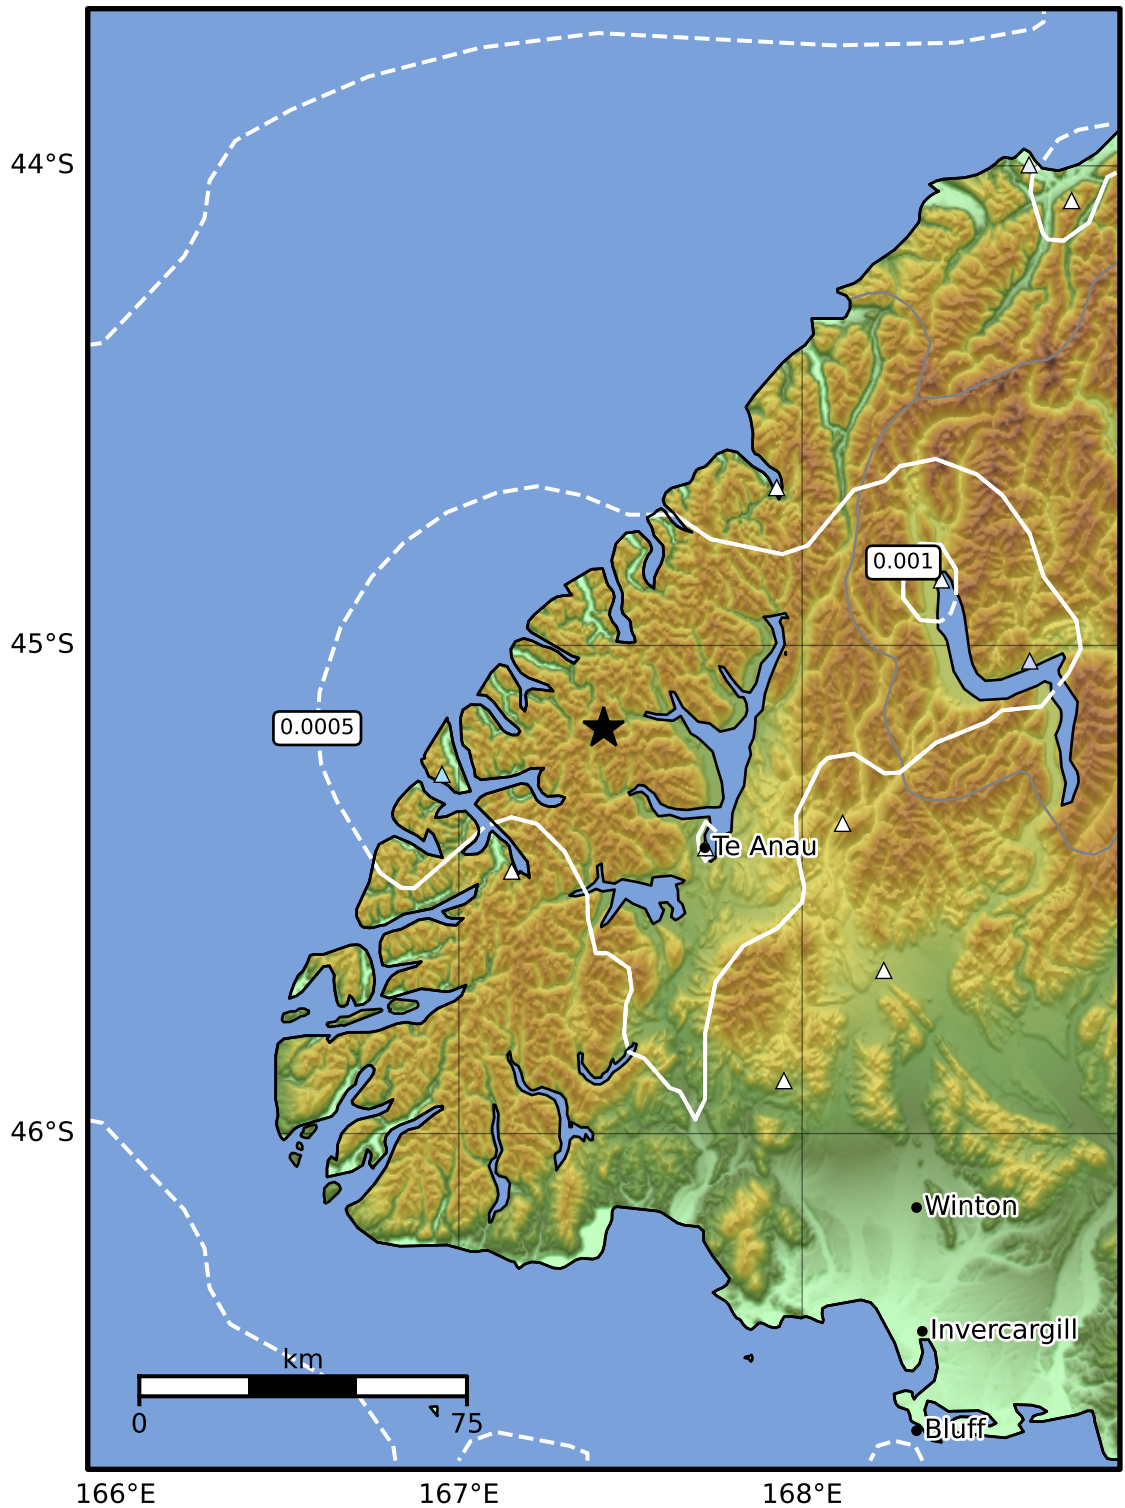 44°S
0.001
45°S
0.0005
Te Anau
46°S
Winton
Invercargill
km
0 75
Bluff
166°E 167°E 168°E